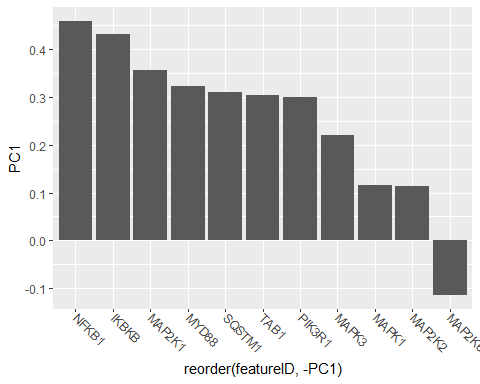 PC1
0.4
0.3
0.2
0.1
0.0
-0.1
NFKB1
IKBKB
MAP2K1
MYD88
SQSTM1
TAB1
PIK3R1
MAPK3
MAPK1
MAP2K2
MAP2K6
reorder(featureID, -PC1)